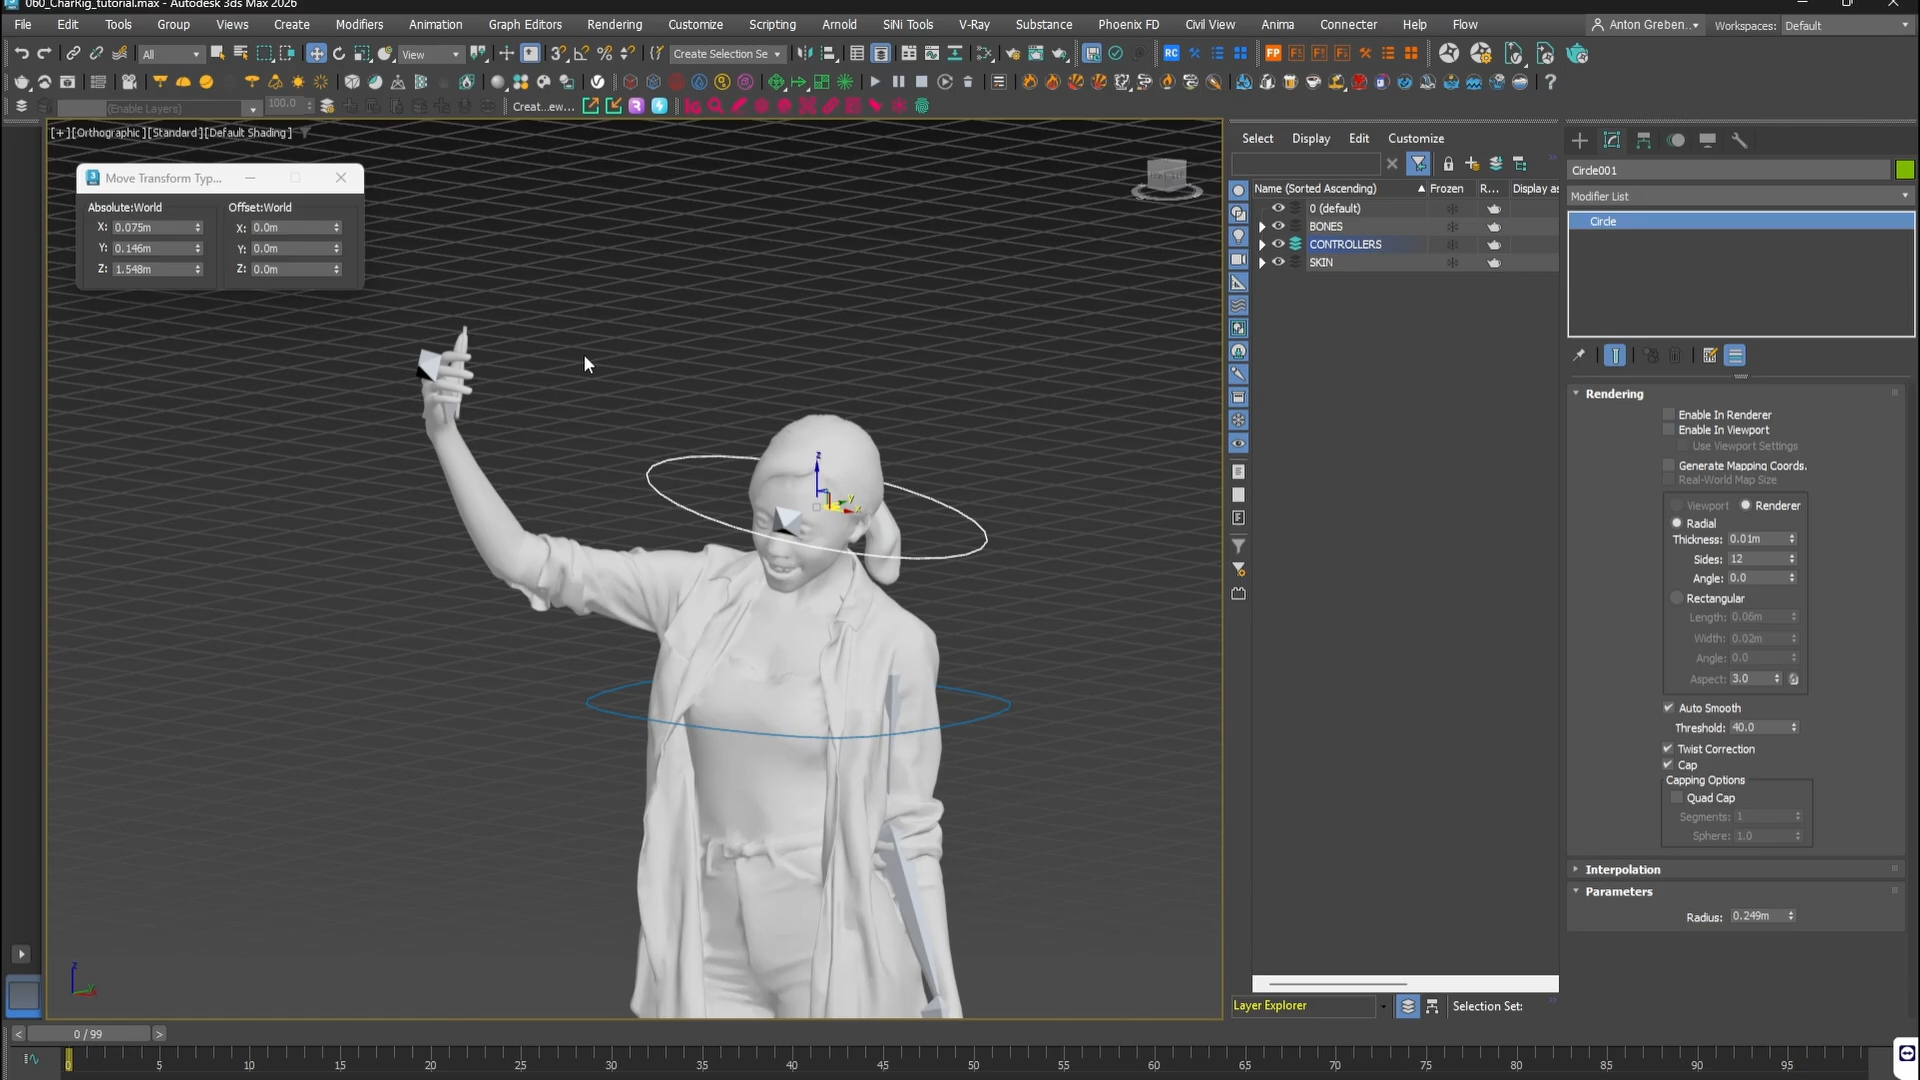 060_CharRig_tutorial.max - Autodesk 3ds Max 2026
File Edit Tools Group Views Create Modifiers Animation Graph Editors Rendering Customize Scripting Arnold SiNi Tools V-Ray Substance Phoenix FD Civil View Anima Connecter Help Flow Anton Greben.. Workspaces: Default
All View Create Selection Se RC FP
(Enable Layers) 100.0 Creat...ew...
[+][Orthographic][Standard][Default Shading]
Move Transform Typ...
Absolute:World Offset:World
X: 0.075m X: 0.0m
Y: 0.146m Y: 0.0m
Z: 1.548m Z: 0.0m
z
y
x
z
y
Select Display Edit Customize
Name (Sorted Ascending) Frozen R... Display as
0 (default)
BONES
CONTROLLERS
SKIN
Layer Explorer Selection Set:
Circle001
Modifier List
Circle
Rendering
Enable In Renderer
Enable In Viewport
Use Viewport Settings
Generate Mapping Coords.
Real-World Map Size
Viewport Renderer
Radial
Thickness: 0.01m
Sides: 12
Angle: 0.0
Rectangular
Length: 0.06m
Width: 0.02m
Angle: 0.0
Aspect: 3.0
Auto Smooth
Threshold: 40.0
Twist Correction
Cap
Capping Options
Quad Cap
Segments: 1
Sphere: 1.0
Interpolation
Parameters
Radius: 0.249m
< 0 / 99 >
5 10 15 20 25 30 35 40 45 50 55 60 65 70 75 80 85 90 95